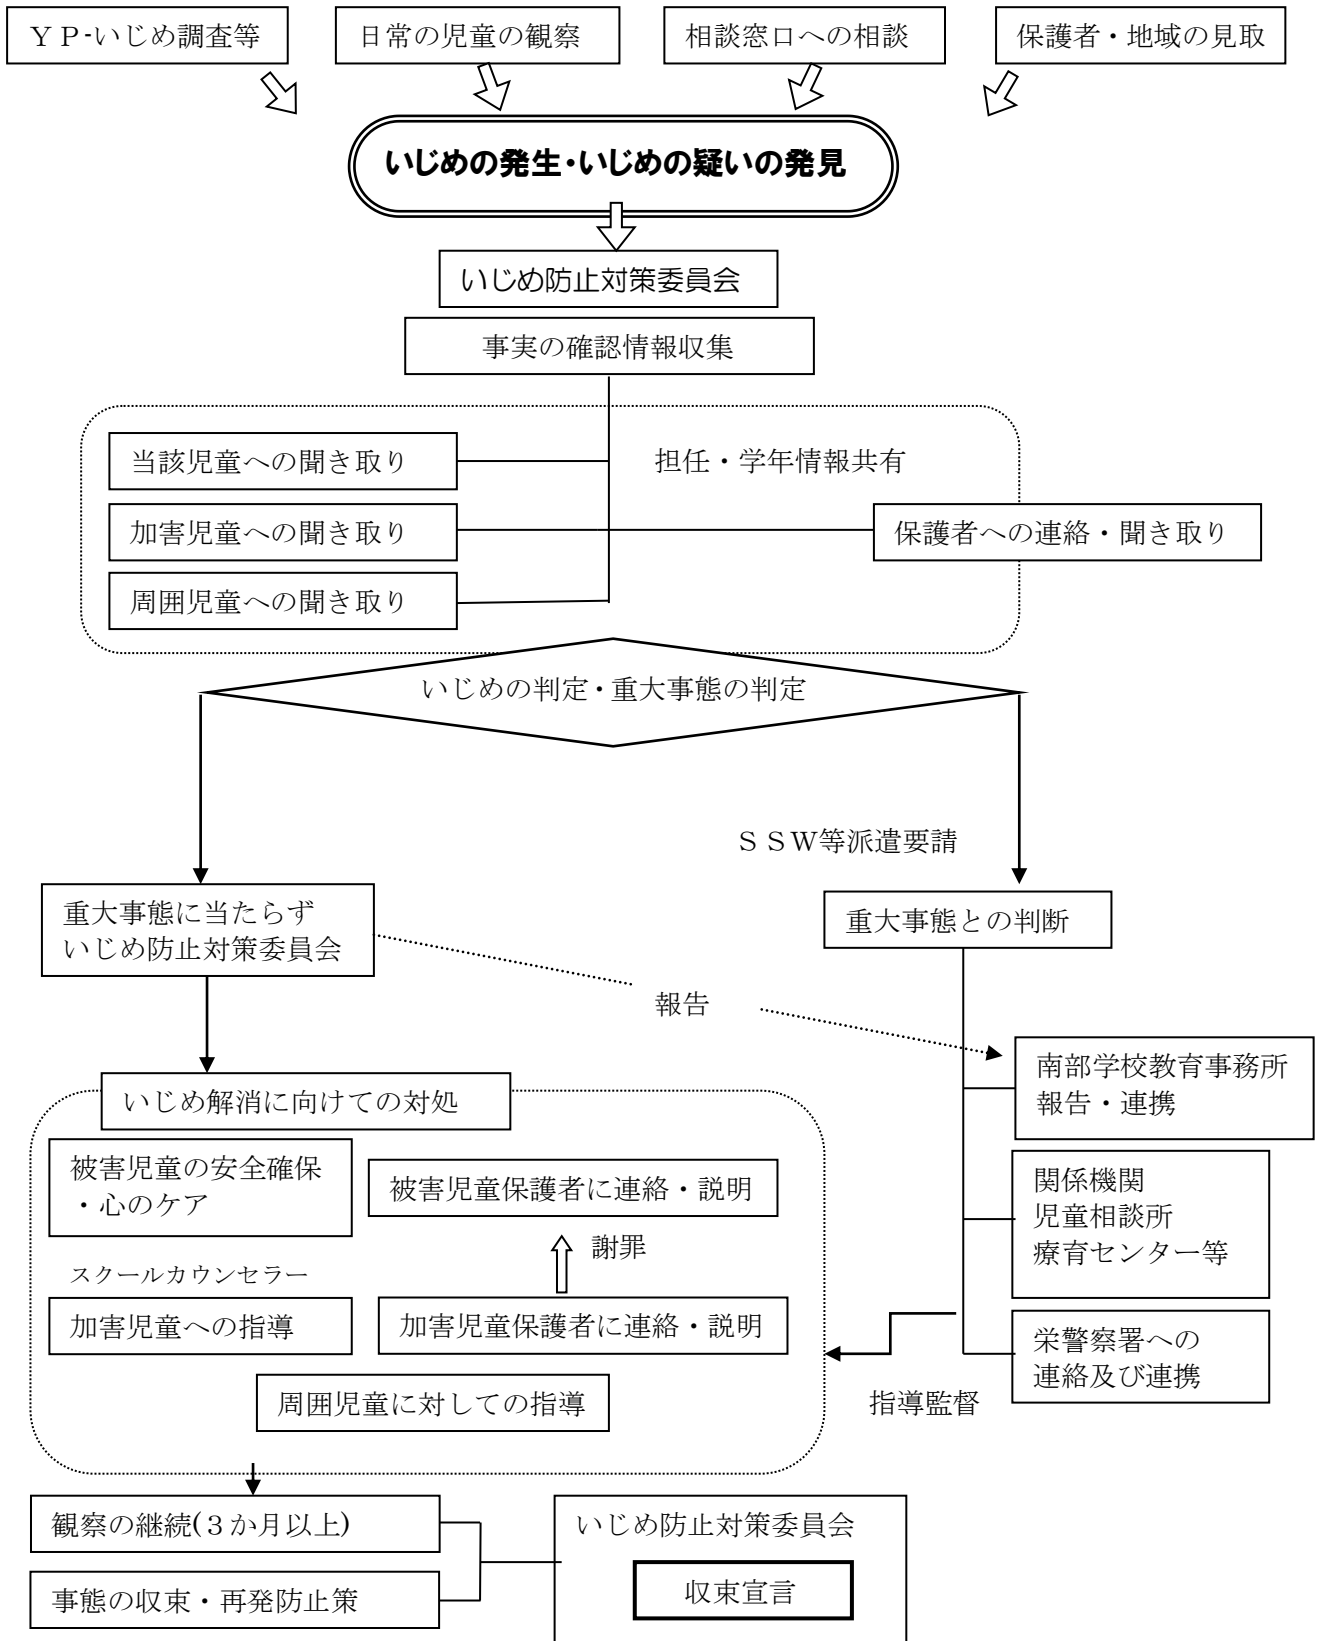 ＹＰ-いじめ調査等
日常の児童の観察
相談窓口への相談
保護者・地域の見取
いじめの発生・いじめの疑いの発見
いじめ防止対策委員会
事実の確認情報収集
当該児童への聞き取り
担任・学年情報共有
加害児童への聞き取り
保護者への連絡・聞き取り
周囲児童への聞き取り
いじめの判定・重大事態の判定
ＳＳＷ等派遣要請
重大事態に当たらず
いじめ防止対策委員会
重大事態との判断
報告
南部学校教育事務所
報告・連携
いじめ解消に向けての対処
被害児童の安全確保
・心のケア
被害児童保護者に連絡・説明
関係機関
児童相談所
療育センター等
謝罪
スクールカウンセラー
加害児童への指導
加害児童保護者に連絡・説明
栄警察署への
連絡及び連携
周囲児童に対しての指導
指導監督
観察の継続(３か月以上)
いじめ防止対策委員会
事態の収束・再発防止策
収束宣言